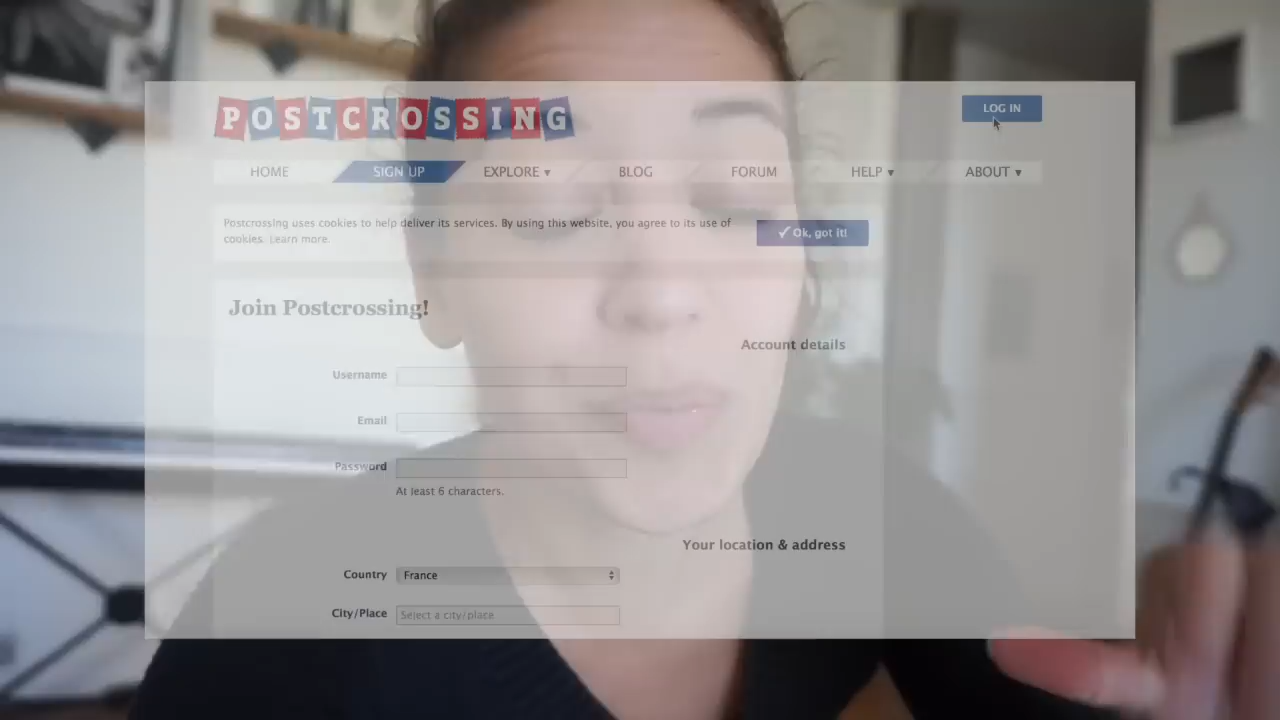 POSTCROSSING
LOG IN
HOME
SIGN UP
EXPLORE ▾
BLOG
FORUM
HELP ▾
ABOUT ▾
Postcrossing uses cookies to help deliver its services. By using this website, you agree to its use of
cookies. Learn more.
✓ Ok, got it!
Join Postcrossing!
Account details
Username
Email
Password
At least 6 characters.
Your location & address
Country
France
City/Place
Select a city/place